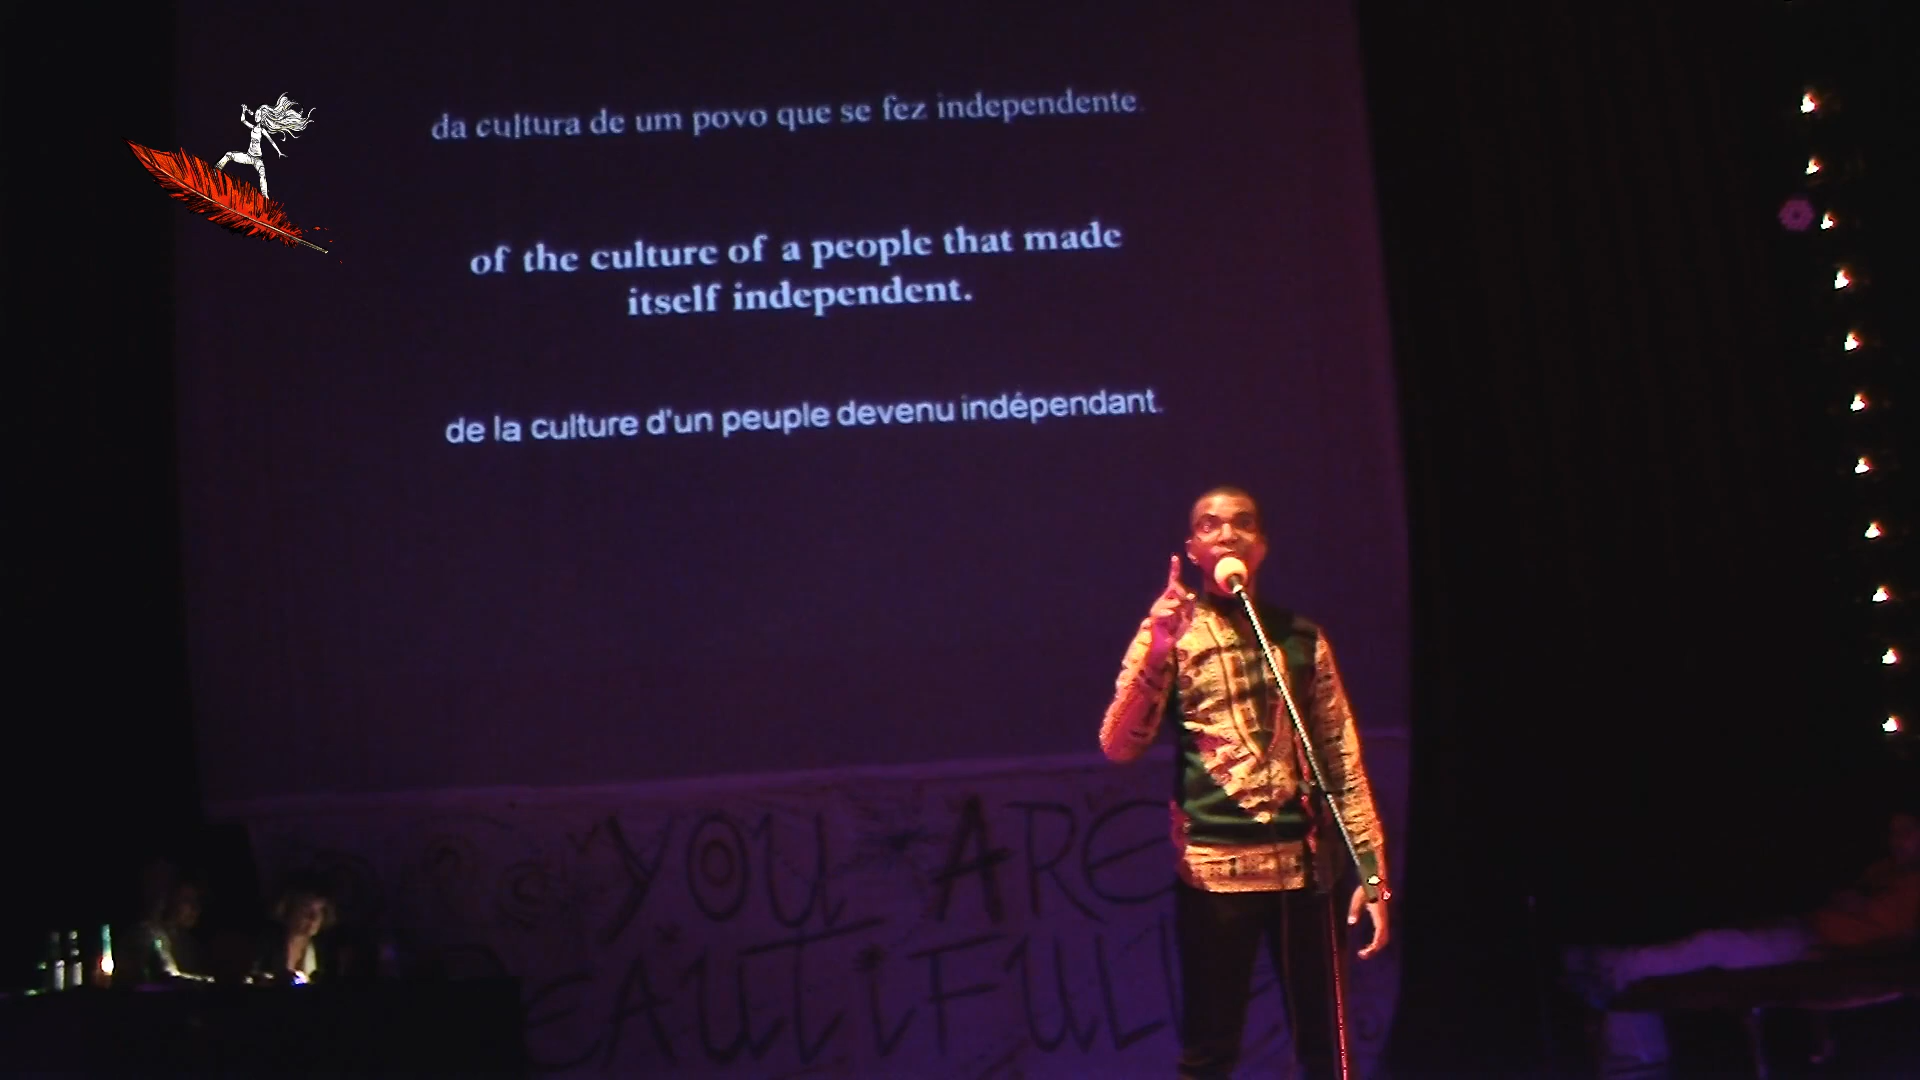 da cultura de um povo que se fez independente.
of the culture of a people that made
itself independent.
de la culture d'un peuple devenu indépendant.
YOU ARE
BEAUTIFUL